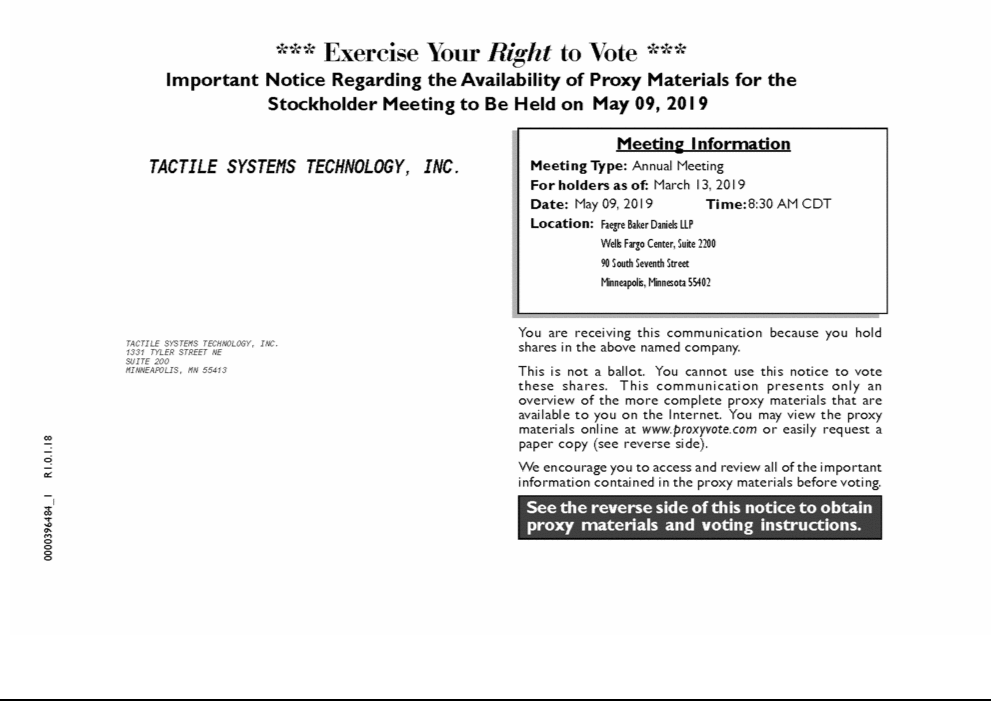 *** Exercise Your Right to Vote ***
Important Notice Regarding the Availability of Proxy Materials for the
Stockholder Meeting to Be Held on May 09, 2019
TACTILE SYSTEMS TECHNOLOGY, INC.
TACTILE SYSTEMS TECHNOLOGY, INC.
1331 TYLER STREET NE
SUITE 200
MINNEAPOLIS, MN 55413
0000396484_1 R1.0.1.18
Meeting Information
Meeting Type: Annual Meeting
For holders as of: March 13, 2019
Date: May 09, 2019 Time: 8:30 AM CDT
Location: Faegre Baker Daniels LLP
Wells Fargo Center, Suite 2200
90 South Seventh Street
Minneapolis, Minnesota 55402
You are receiving this communication because you hold
shares in the above named company.
This is not a ballot. You cannot use this notice to vote
these shares. This communication presents only an
overview of the more complete proxy materials that are
available to you on the Internet. You may view the proxy
materials online at www.proxyvote.com or easily request a
paper copy (see reverse side).
We encourage you to access and review all of the important
information contained in the proxy materials before voting.
See the reverse side of this notice to obtain
proxy materials and voting instructions.